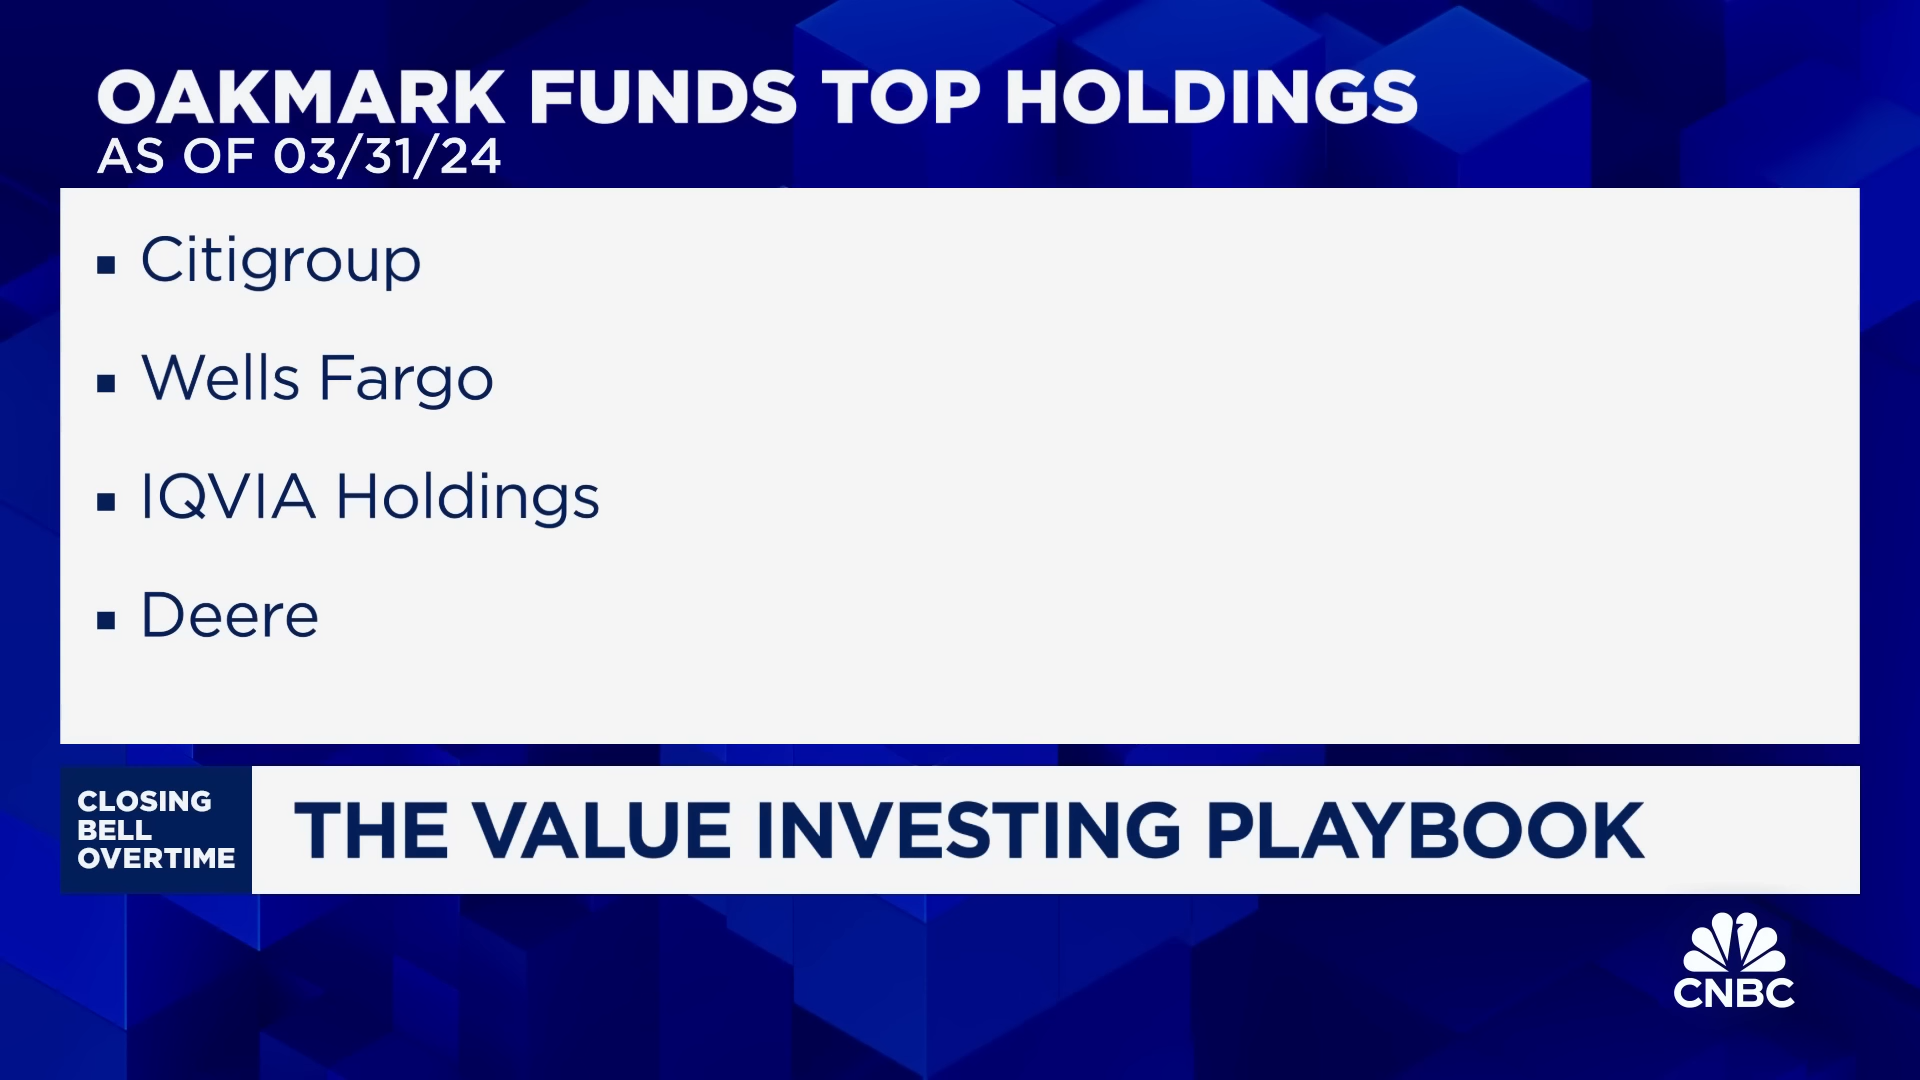 OAKMARK FUNDS TOP HOLDINGS
AS OF 03/31/24
▪ Citigroup
▪ Wells Fargo
▪ IQVIA Holdings
▪ Deere
CLOSING
BELL
OVERTIME
THE VALUE INVESTING PLAYBOOK
CNBC